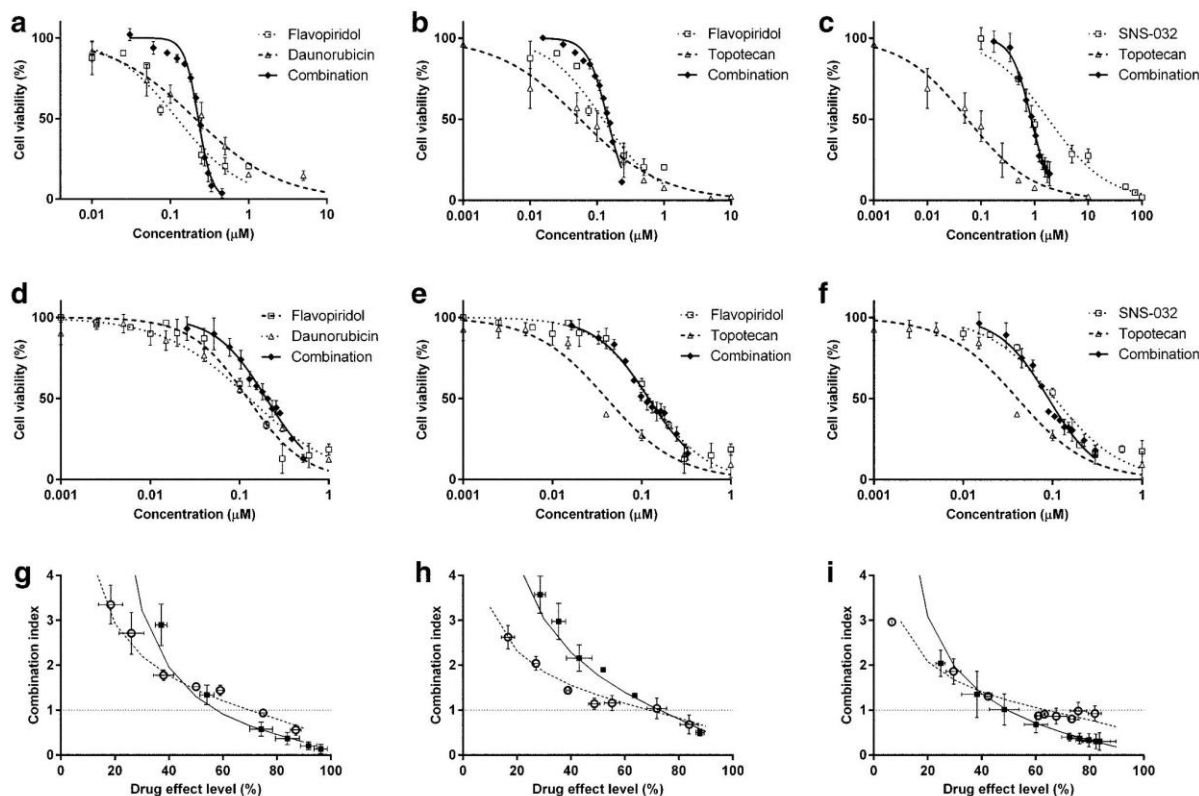 a
Flavopiridol
Daunorubicin
Combination
Cell viability (%)
100
50
0
0.01 0.1 1 10
Concentration (μM)
b
Flavopiridol
Topotecan
Combination
Cell viability (%)
100
50
0
0.001 0.01 0.1 1 10
Concentration (μM)
c
SNS-032
Topotecan
Combination
Cell viability (%)
100
50
0
0.001 0.01 0.1 1 10 100
Concentration (μM)
d
Flavopiridol
Daunorubicin
Combination
Cell viability (%)
100
50
0
0.001 0.01 0.1 1
Concentration (μM)
e
Flavopiridol
Topotecan
Combination
Cell viability (%)
100
50
0
0.001 0.01 0.1 1
Concentration (μM)
f
SNS-032
Topotecan
Combination
Cell viability (%)
100
50
0
0.001 0.01 0.1 1
Concentration (μM)
g
Combination index
4
3
2
1
0
0 20 40 60 80 100
Drug effect level (%)
h
Combination index
4
3
2
1
0
0 20 40 60 80 100
Drug effect level (%)
i
Combination index
4
3
2
1
0
0 20 40 60 80 100
Drug effect level (%)